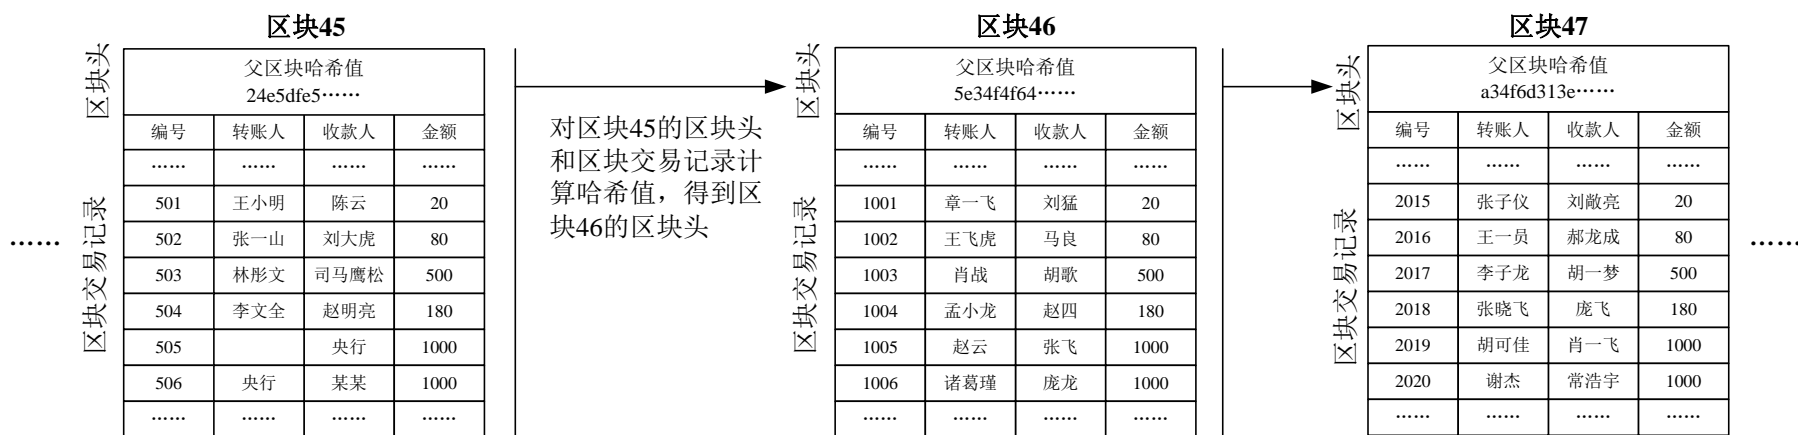 区块45
区块头
父区块哈希值
24e5dfe5……
编号 转账人 收款人 金额
…… …… …… ……
区块交易记录
501 王小明 陈云 20
502 张一山 刘大虎 80
503 林彤文 司马鹰松 500
504 李文全 赵明亮 180
505 央行 1000
506 央行 某某 1000
…… …… …… ……
……
对区块45的区块头
和区块交易记录计
算哈希值，得到区
块46的区块头
区块46
区块头
父区块哈希值
5e34f4f64……
编号 转账人 收款人 金额
…… …… …… ……
区块交易记录
1001 章一飞 刘猛 20
1002 王飞虎 马良 80
1003 肖战 胡歌 500
1004 孟小龙 赵四 180
1005 赵云 张飞 1000
1006 诸葛瑾 庞龙 1000
…… …… …… ……
区块47
区块头
父区块哈希值
a34f6d313e……
编号 转账人 收款人 金额
…… …… …… ……
区块交易记录
2015 张子仪 刘敞亮 20
2016 王一员 郝龙成 80
2017 李子龙 胡一梦 500
2018 张晓飞 庞飞 180
2019 胡可佳 肖一飞 1000
2020 谢杰 常浩宇 1000
…… …… …… ……
……